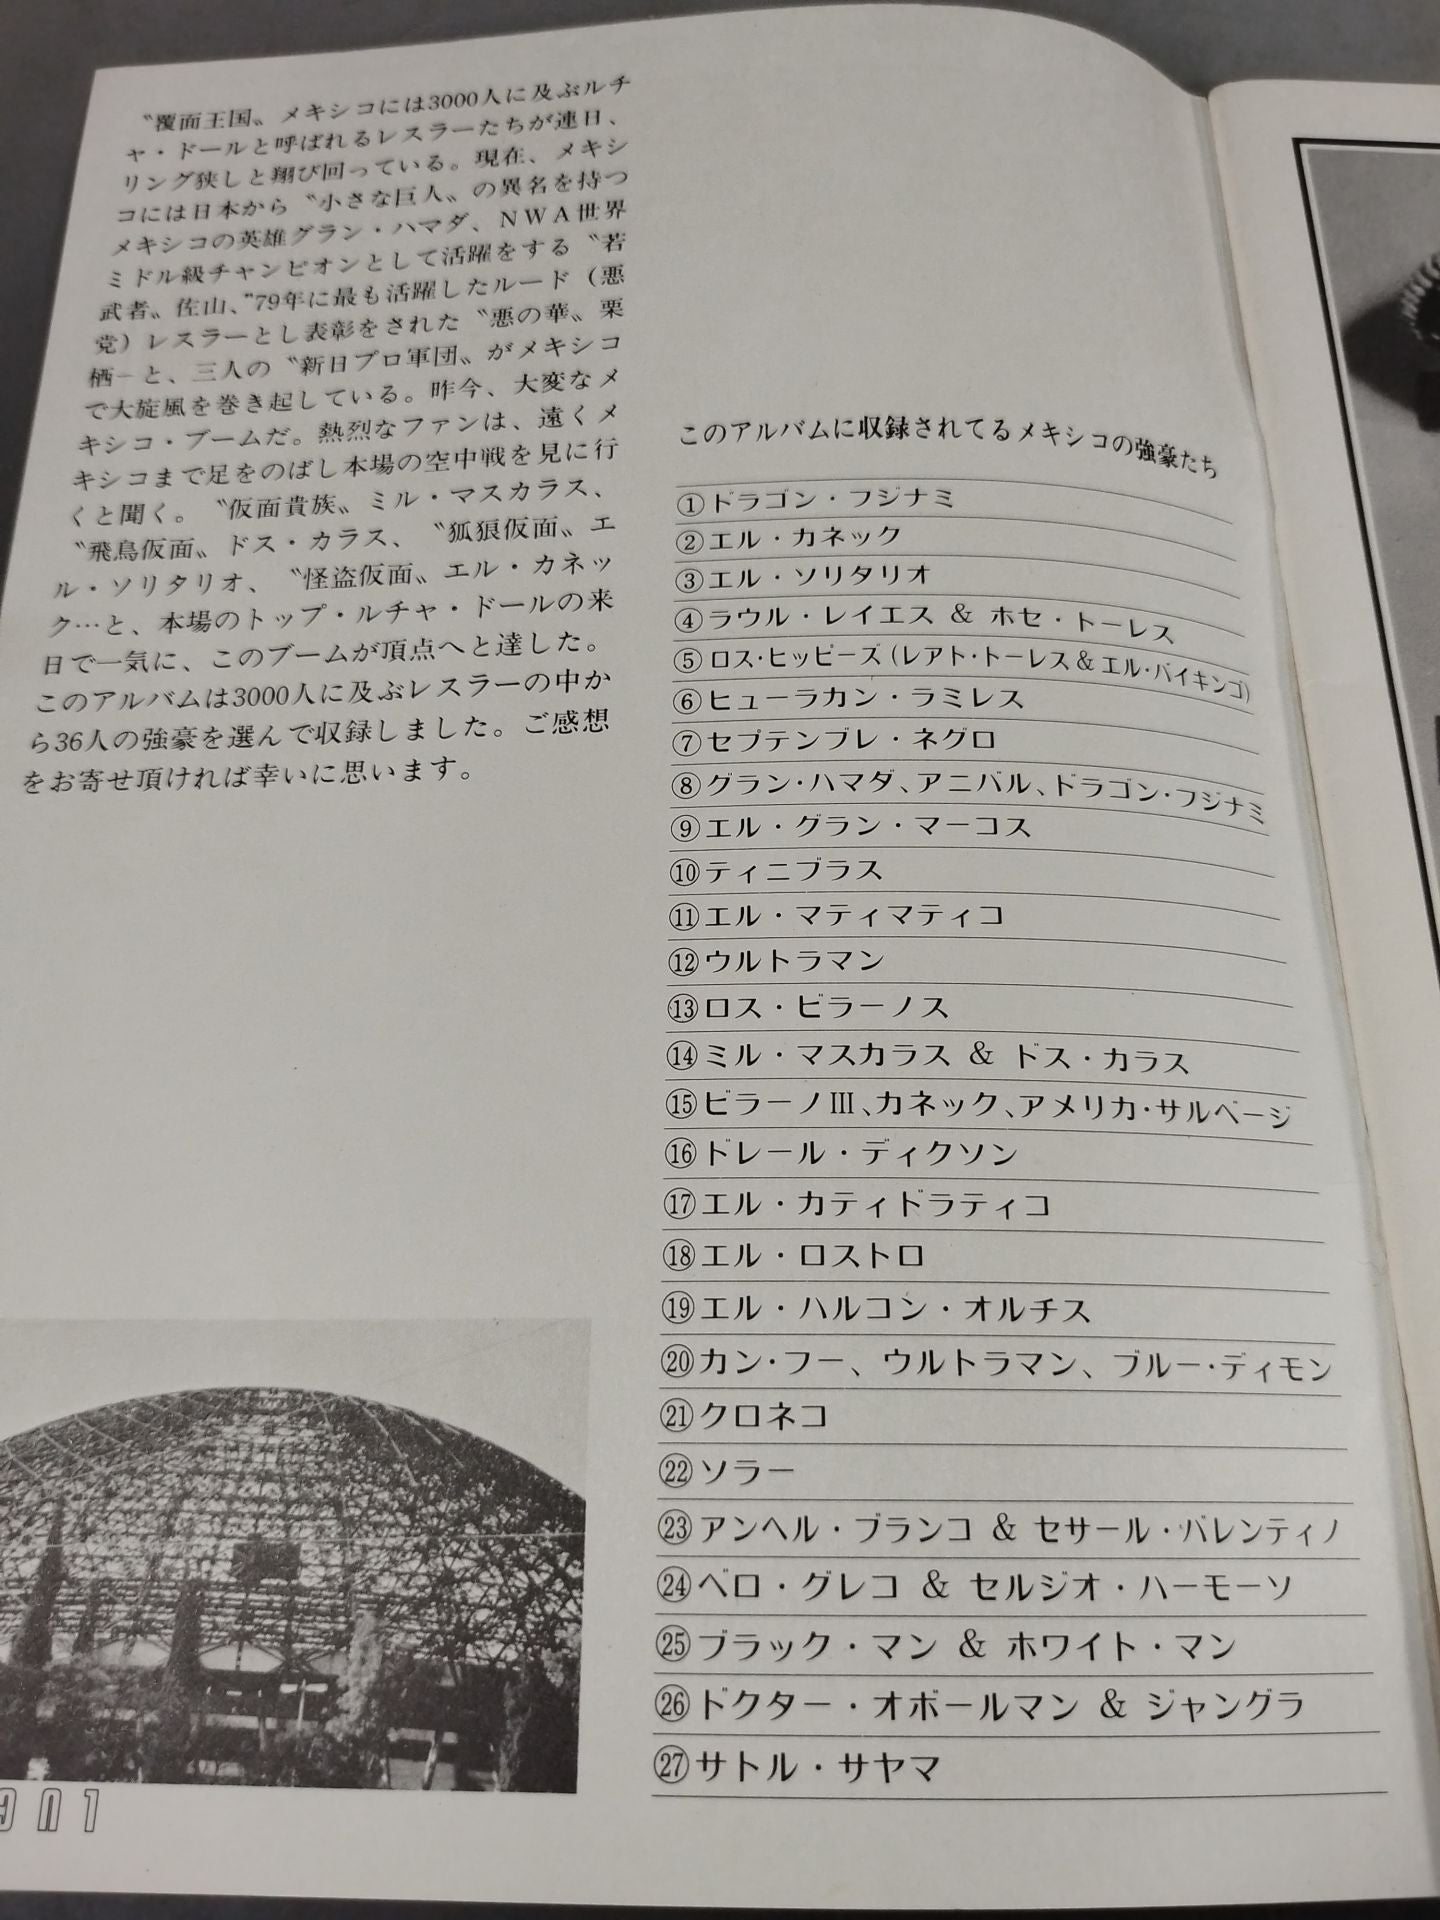 〝覆面王国〟メキシコには3000人に及ぶルチ
ャ・ドールと呼ばれるレスラーたちが連日、
リング狭しと翔び回っている。現在、メキシ
コには日本から〝小さな巨人〟の異名を持つ
メキシコの英雄グラン・ハマダ、NWA世界
ミドル級チャンピオンとして活躍をする〝若
武者〟佐山、"79年に最も活躍したルード（悪
党）レスラーとし表彰をされた〝悪の華〟栗
栖－と、三人の〝新日プロ軍団〟がメキシコ
で大旋風を巻き起している。昨今、大変なメ
キシコ・ブームだ。熱烈なファンは、遠くメ
キシコまで足をのばし本場の空中戦を見に行
くと聞く。〝仮面貴族〟ミル・マスカラス、
〝飛鳥仮面〟ドス・カラス、〝狐狼仮面〟エ
ル・ソリタリオ、〝怪盗仮面〟エル・カネッ
ク…と、本場のトップ・ルチャ・ドールの来
日で一気に、このブームが頂点へと達した。
このアルバムは3000人に及ぶレスラーの中か
ら36人の強豪を選んで収録しました。ご感想
をお寄せ頂ければ幸いに思います。
このアルバムに収録されてるメキシコの強豪たち
①ドラゴン・フジナミ
②エル・カネック
③エル・ソリタリオ
④ラウル・レイエス & ホセ・トーレス
⑤ロス・ヒッピーズ（レアト・トーレス&エル・バイキンゴ）
⑥ヒューラカン・ラミレス
⑦セプテンブレ・ネグロ
⑧グラン・ハマダ、アニバル、ドラゴン・フジナミ
⑨エル・グラン・マーコス
⑩ティニブラス
⑪エル・マティマティコ
⑫ウルトラマン
⑬ロス・ビラーノス
⑭ミル・マスカラス & ドス・カラス
⑮ビラーノIII、カネック、アメリカ・サルベージ
⑯ドレール・ディクソン
⑰エル・カティドラティコ
⑱エル・ロストロ
⑲エル・ハルコン・オルチス
⑳カン・フー、ウルトラマン、ブルー・ディモン
㉑クロネコ
㉒ソラー
㉓アンヘル・ブランコ & セサール・バレンティノ
㉔ベロ・グレコ & セルジオ・ハーモーソ
㉕ブラック・マン & ホワイト・マン
㉖ドクター・オボールマン & ジャングラ
㉗サトル・サヤマ